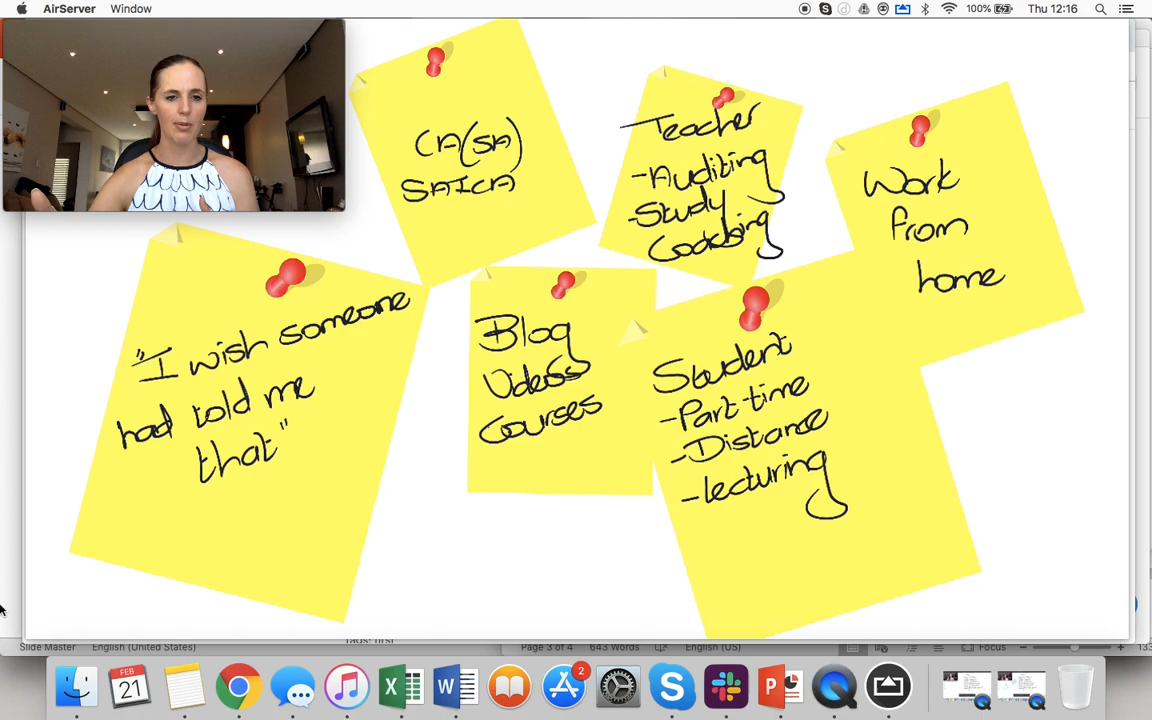 AirServer Window
100% Thu 12:16
CA(SA)
SAICA
Teacher
-Auditing
-Study
Coaching
Work
from
home
"I wish someone
had told me
that"
Blog
Videos
Courses
Student
-Part-time
-Distance
-lecturing
Slide Master English (United States)
Page 3 of 4 643 Words English (US) Focus
FEB
21
2